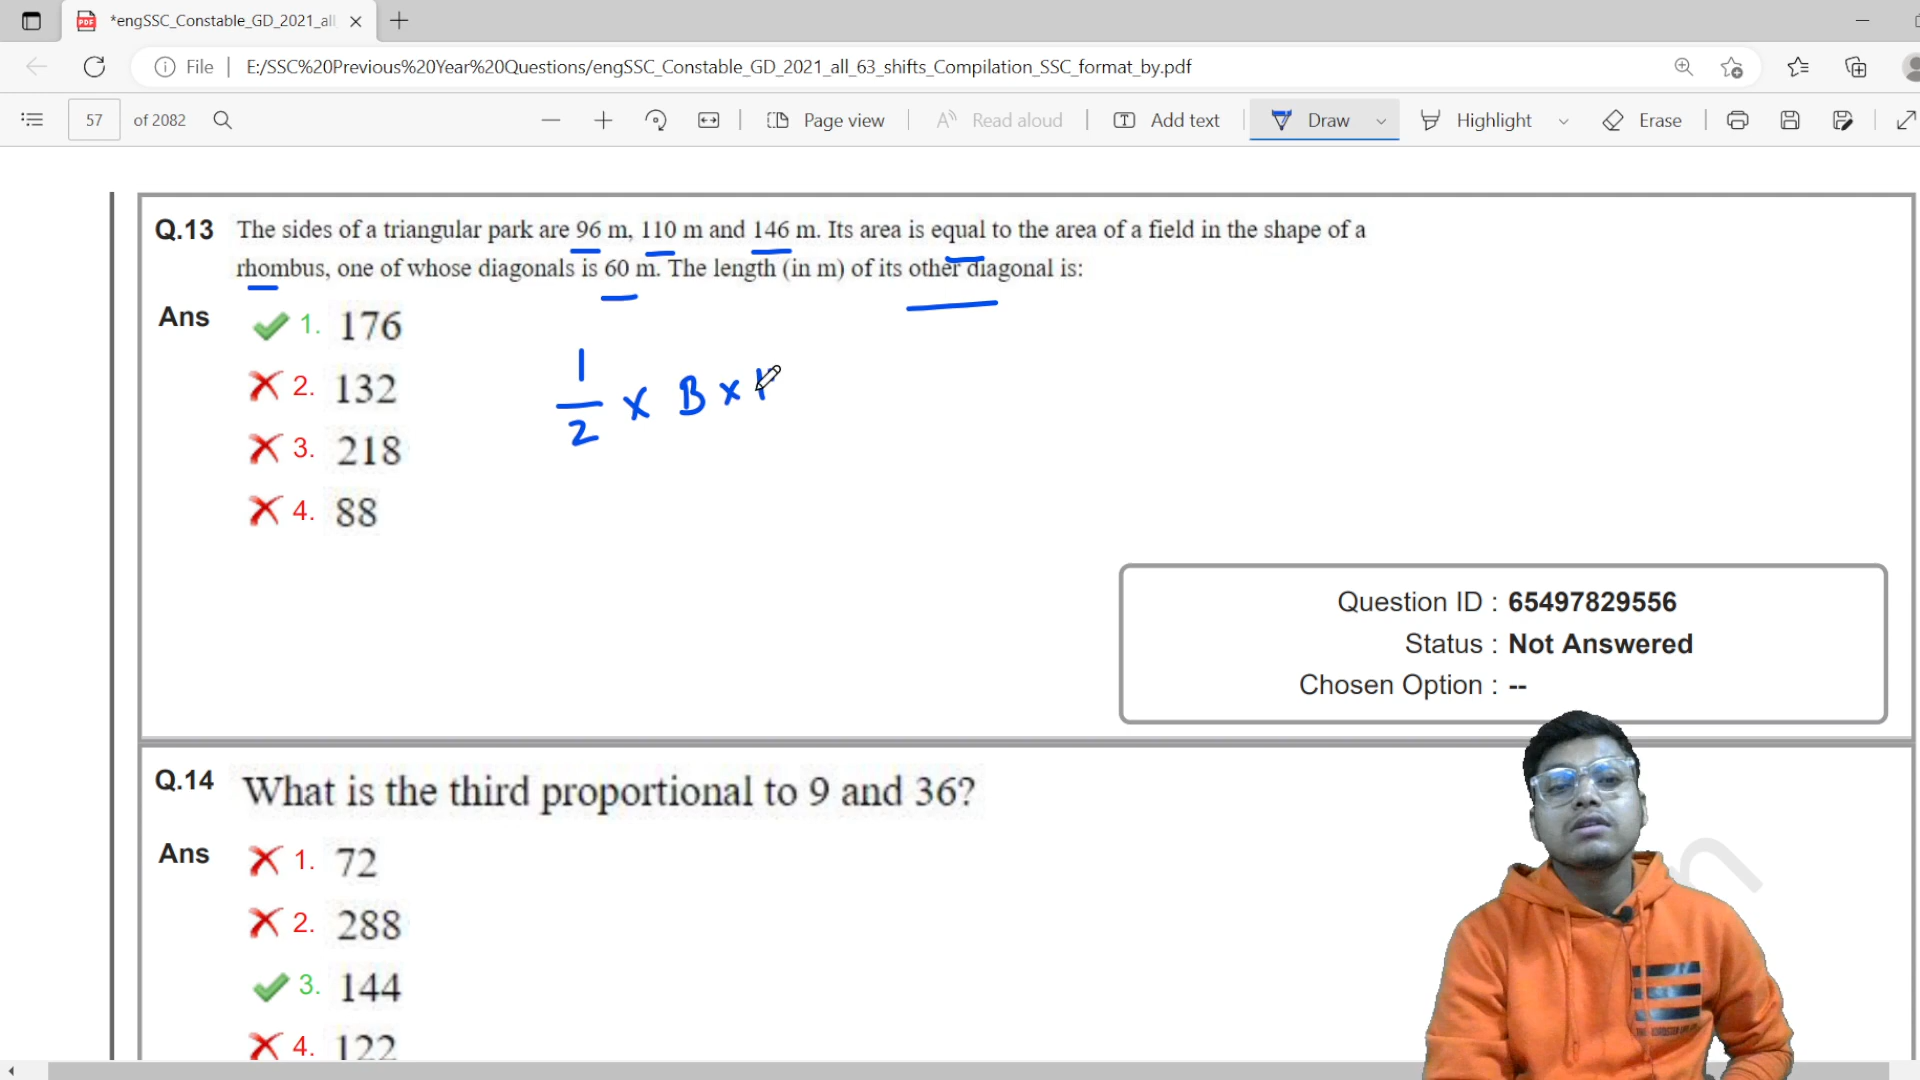 *engSSC_Constable_GD_2021_all
File
E:/SSC%20Previous%20Year%20Questions/engSSC_Constable_GD_2021_all_63_shifts_Compilation_SSC_format_by.pdf
57 of 2082
Page view
Read aloud
Add text
Draw
Highlight
Erase
Q.13 The sides of a triangular park are 96 m, 110 m and 146 m. Its area is equal to the area of a field in the shape of a
rhombus, one of whose diagonals is 60 m. The length (in m) of its other diagonal is:
Ans 1. 176
2. 132
3. 218
4. 88
1
2 × B ×
Question ID : 65497829556
Status : Not Answered
Chosen Option : --
Q.14 What is the third proportional to 9 and 36?
Ans 1. 72
2. 288
3. 144
4. 122